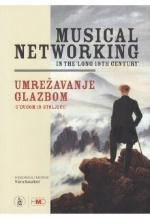 MUSICAL
NETWORKING
IN THE 'LONG 19TH CENTURY'
UMREŽAVANJE
GLAZBOM
U 'DUGOM 19. STOLJEĆU'